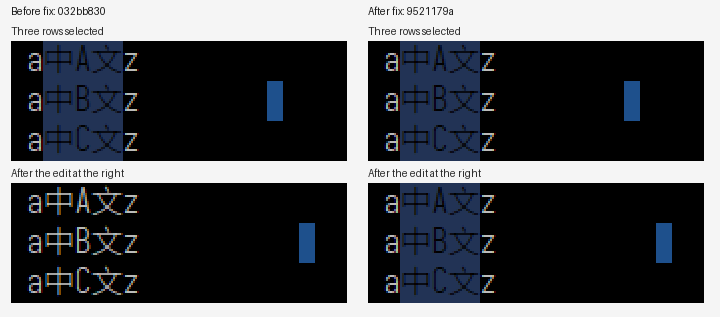 Before fix: 032bb830
After fix: 9521179a
Three rows selected
Three rows selected
a中A文z
a中B文z
a中C文z
a中A文z
a中B文z
a中C文z
After the edit at the right
After the edit at the right
a中A文z
a中B文z
a中C文z
a中A文z
a中B文z
a中C文z